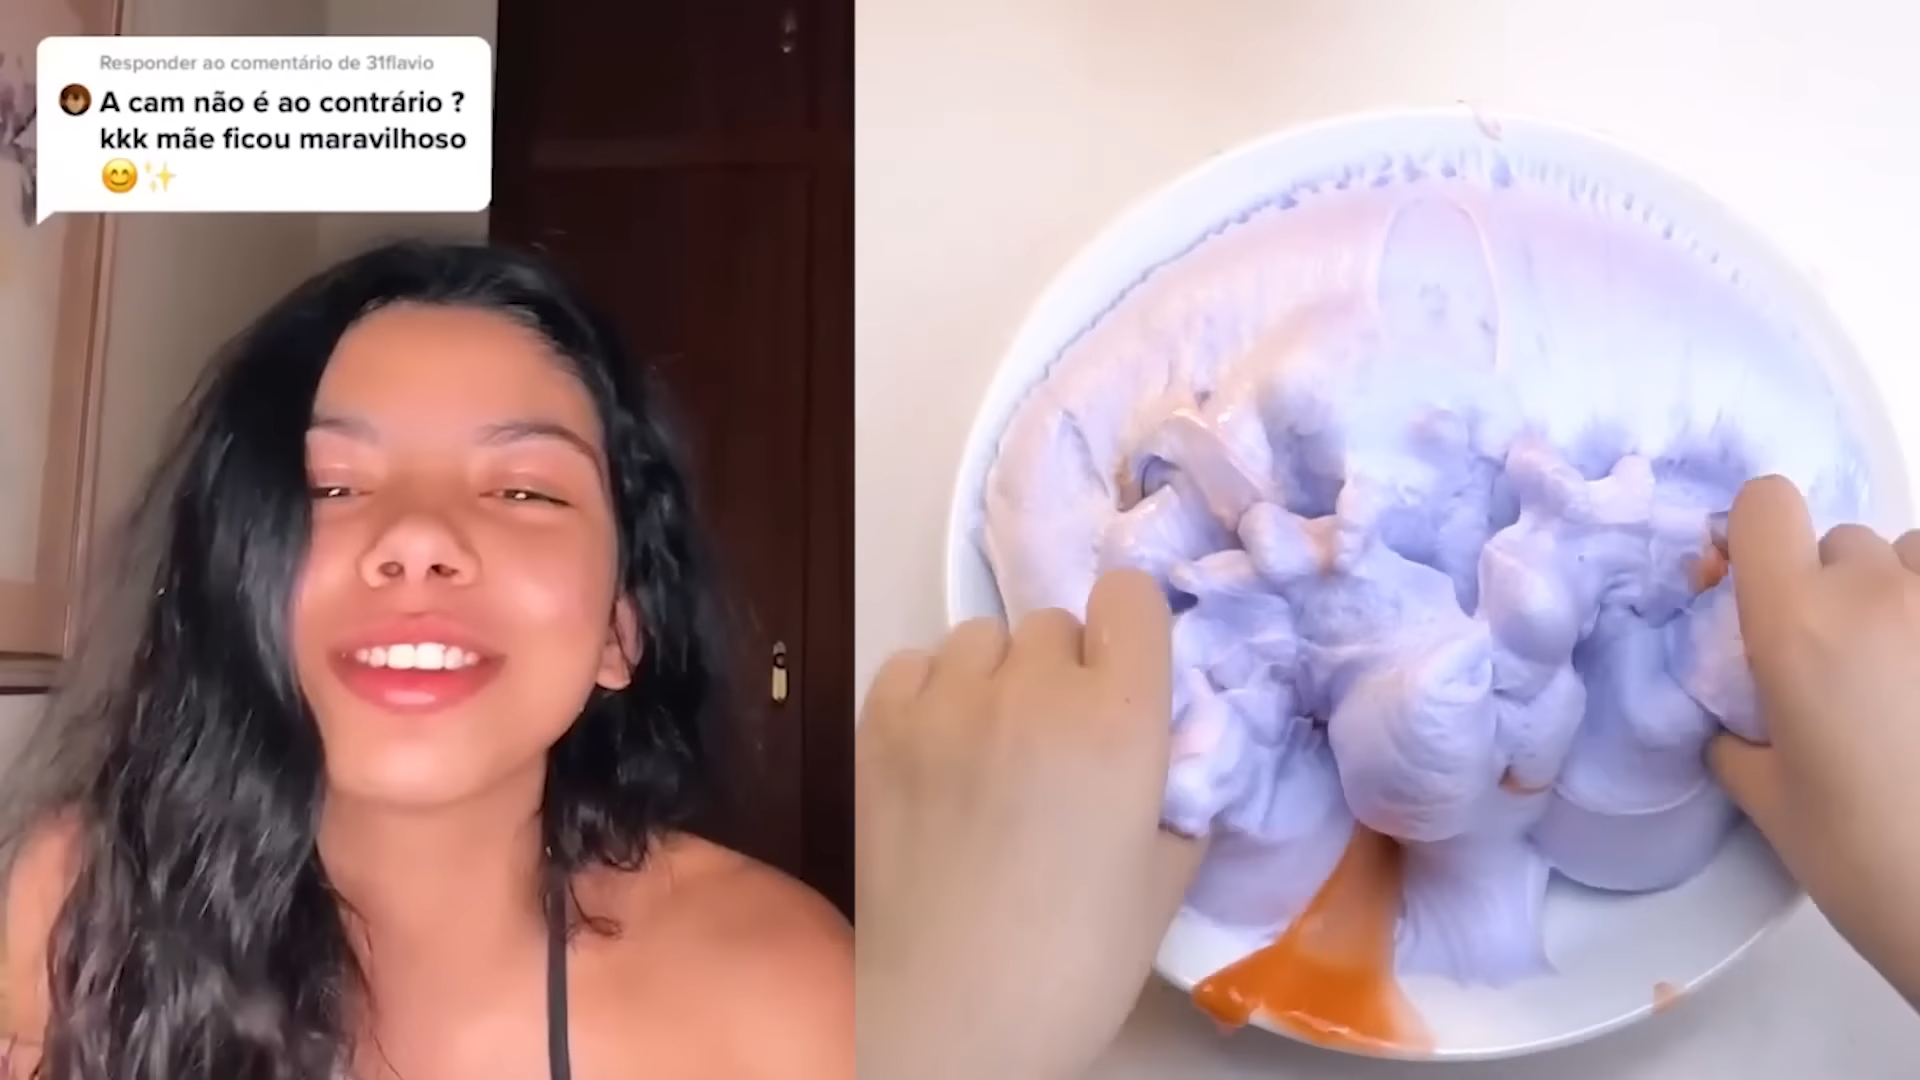 Responder ao comentário de 31flavio
A cam não é ao contrário ?
kkk mãe ficou maravilhoso
😊✨